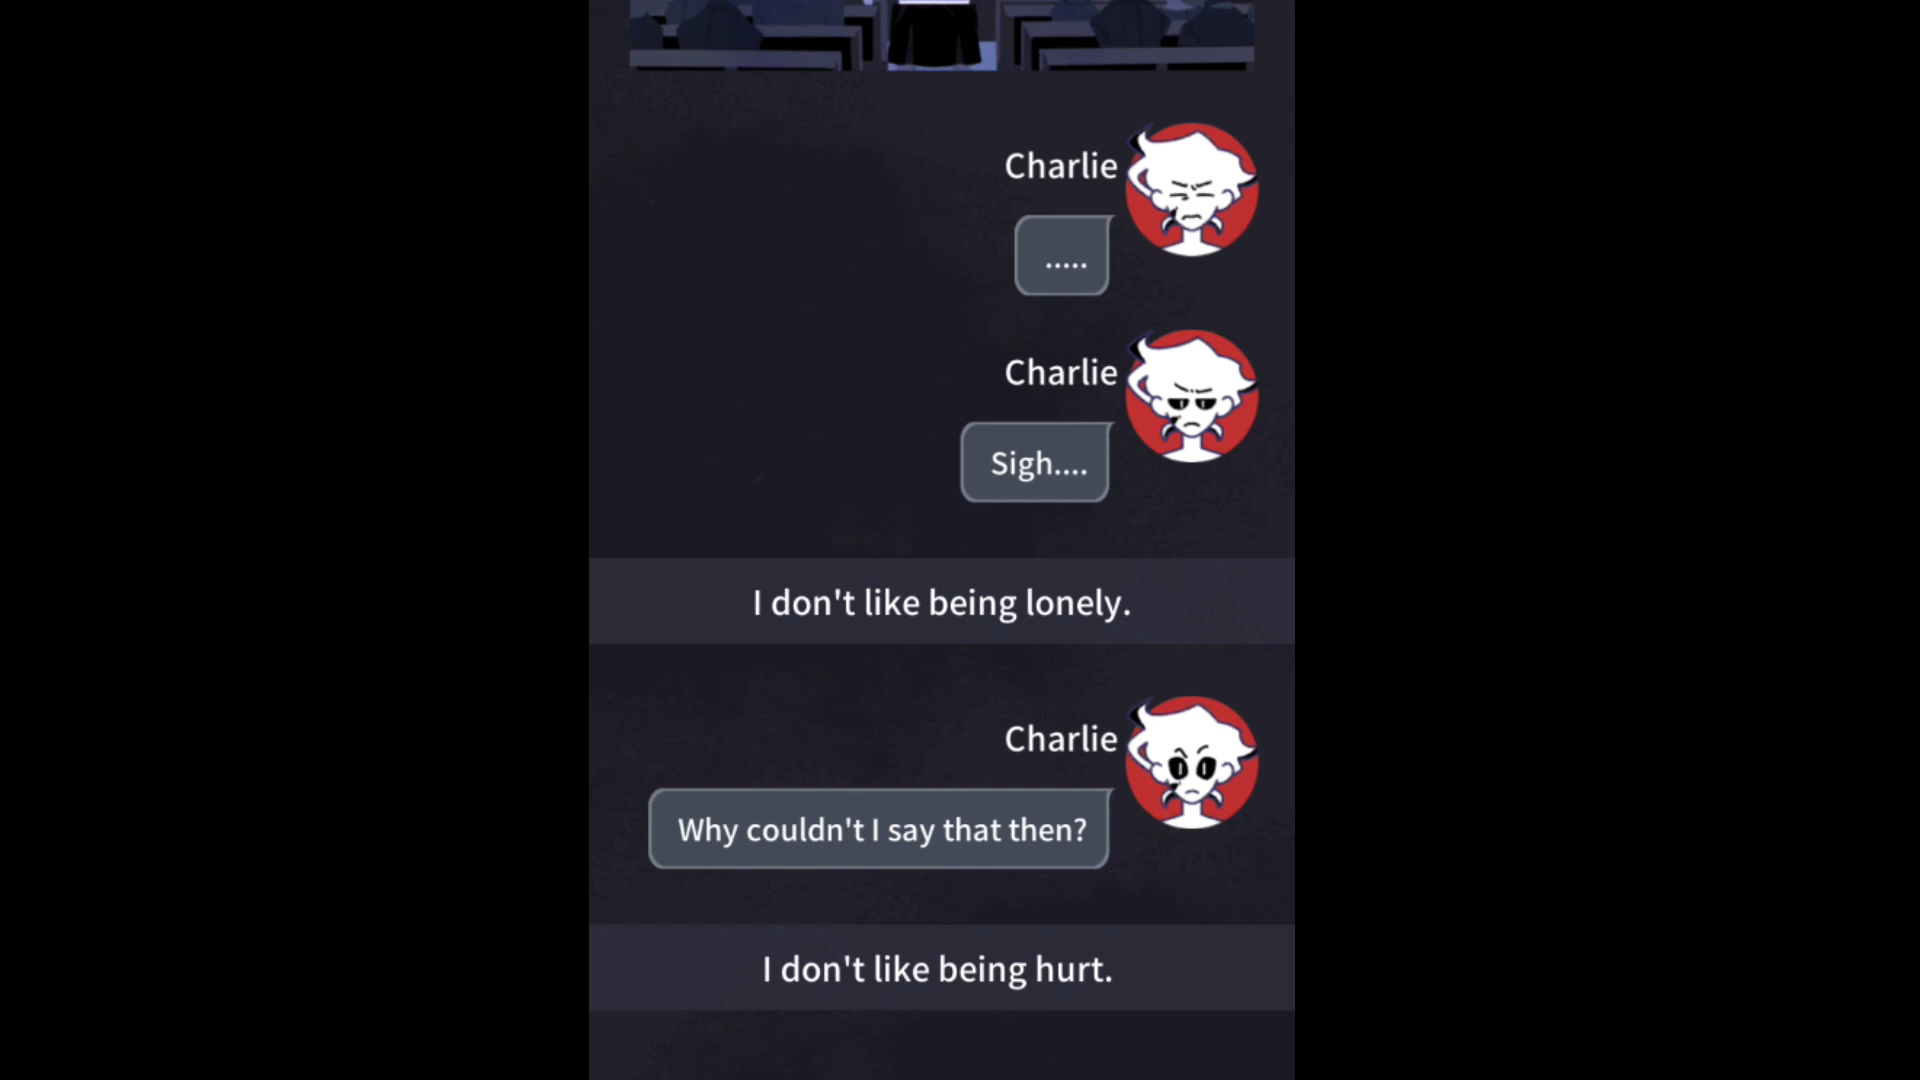 Charlie
.....
Charlie
Sigh....
I don't like being lonely.
Charlie
Why couldn't I say that then?
I don't like being hurt.